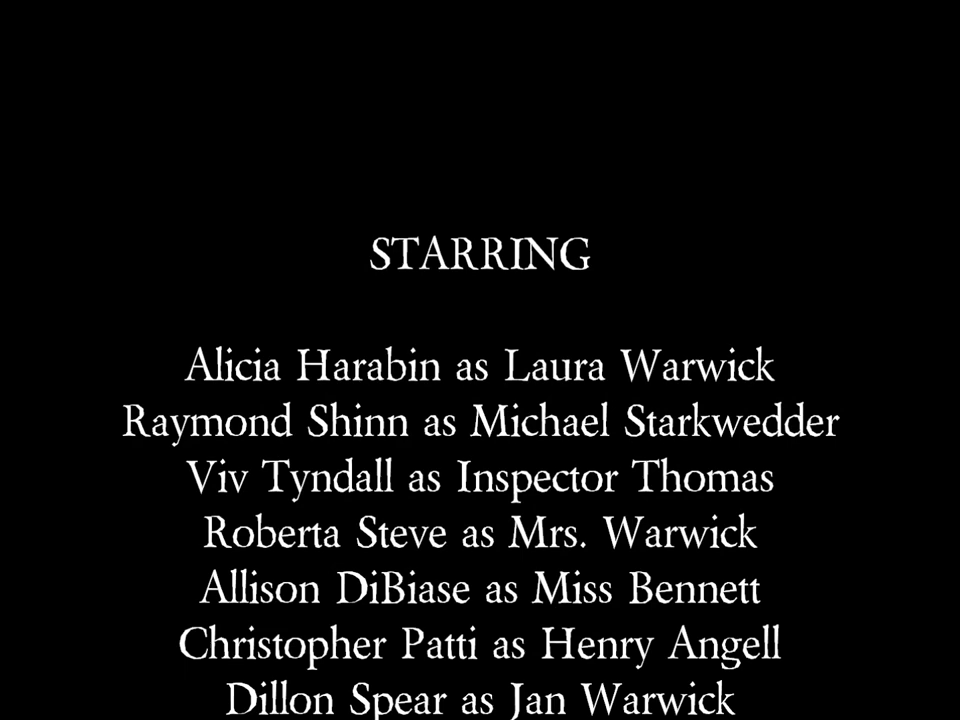 STARRING
Alicia Harabin as Laura Warwick
Raymond Shinn as Michael Starkwedder
Viv Tyndall as Inspector Thomas
Roberta Steve as Mrs. Warwick
Allison DiBiase as Miss Bennett
Christopher Patti as Henry Angell
Dillon Spear as Jan Warwick